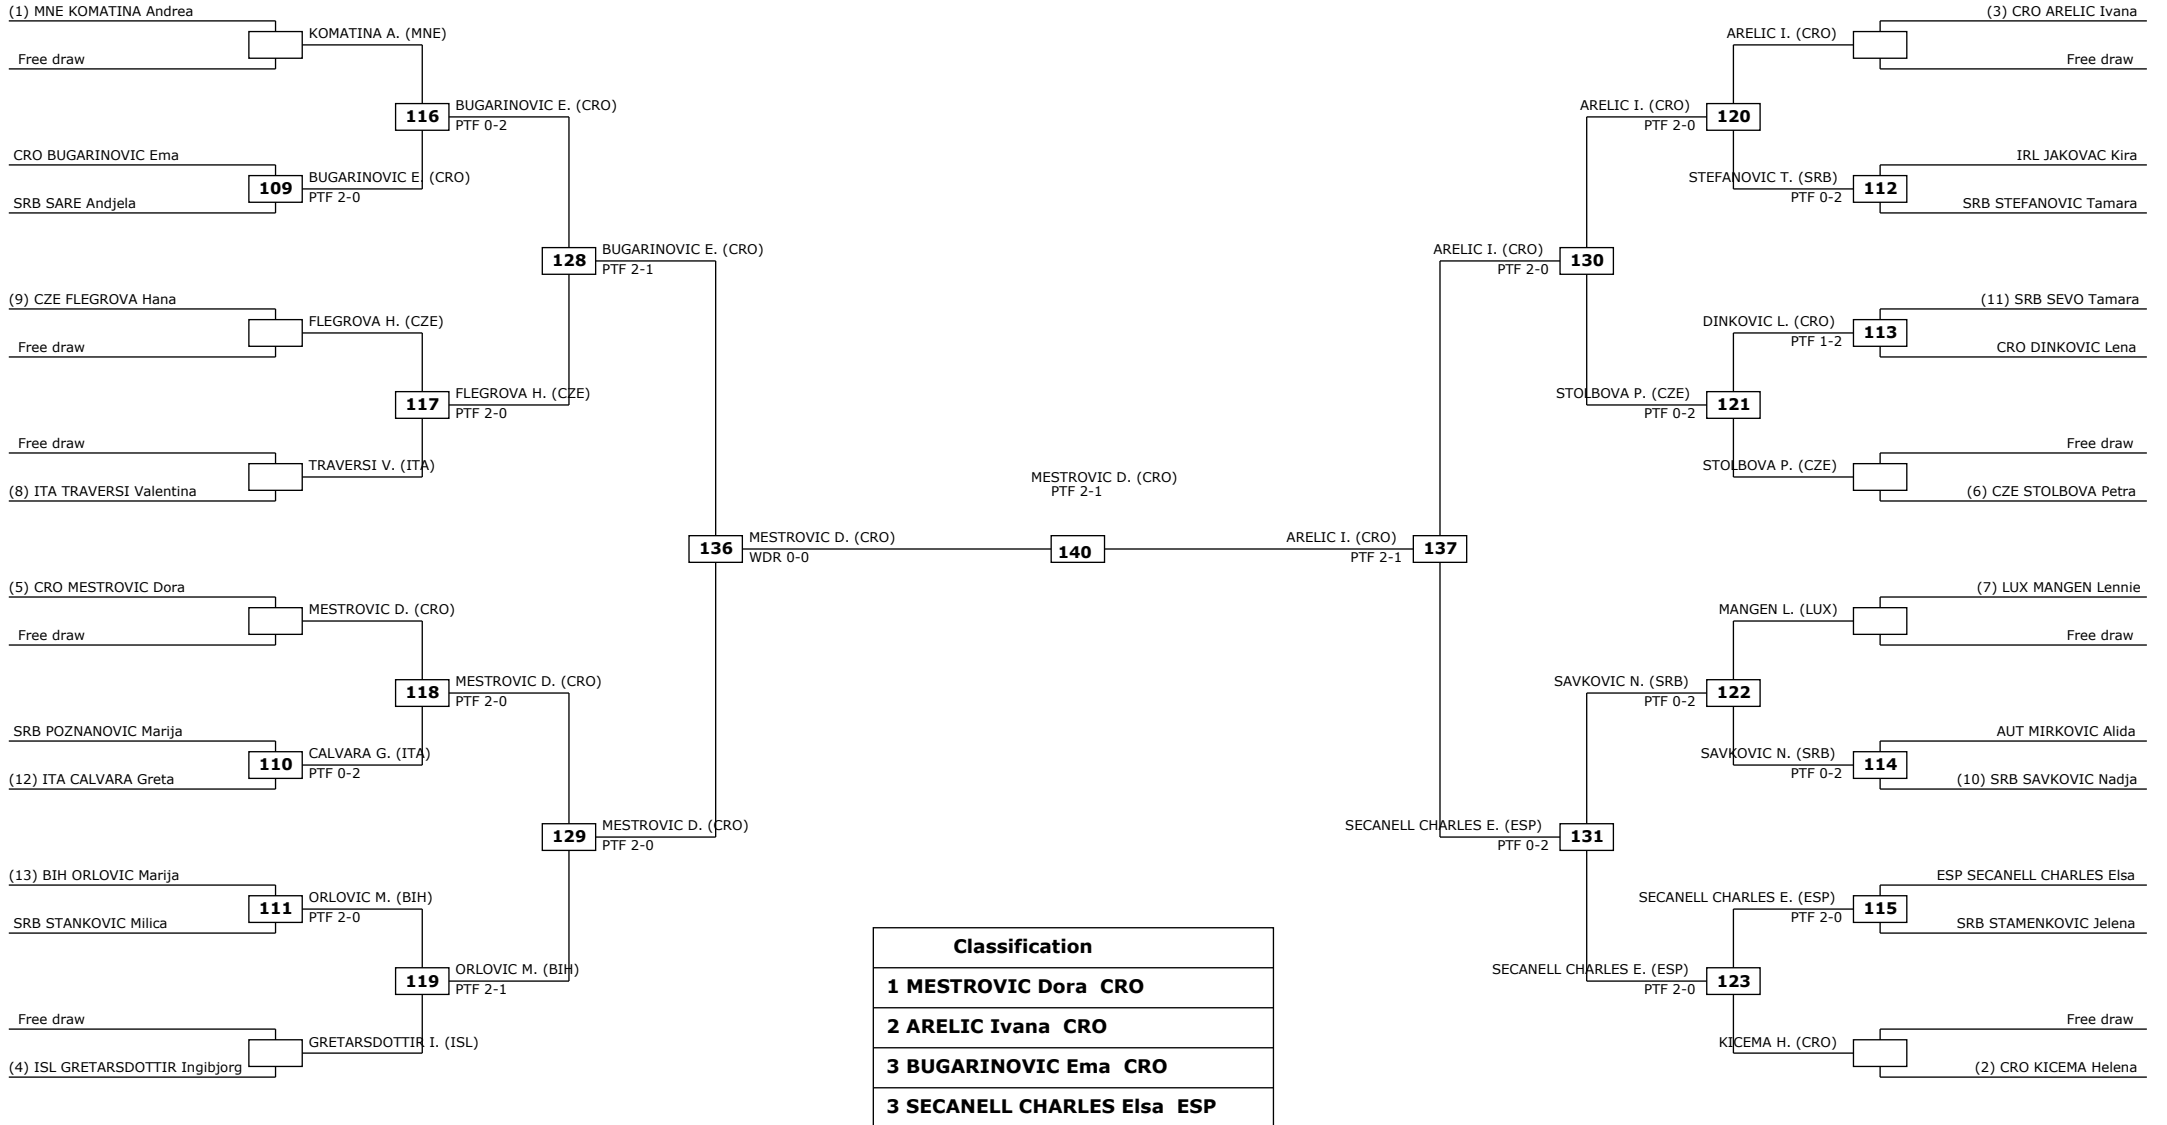 (1) MNE KOMATINA Andrea
KOMATINA A. (MNE)
Free draw
BUGARINOVIC E. (CRO)
116
PTF 0-2
CRO BUGARINOVIC Ema
BUGARINOVIC E. (CRO)
109
PTF 2-0
SRB SARE Andjela
BUGARINOVIC E. (CRO)
128
PTF 2-1
(9) CZE FLEGROVA Hana
FLEGROVA H. (CZE)
Free draw
FLEGROVA H. (CZE)
117
PTF 2-0
Free draw
TRAVERSI V. (ITA)
(8) ITA TRAVERSI Valentina
MESTROVIC D. (CRO)
136
WDR 0-0
(5) CRO MESTROVIC Dora
MESTROVIC D. (CRO)
Free draw
MESTROVIC D. (CRO)
118
PTF 2-0
SRB POZNANOVIC Marija
CALVARA G. (ITA)
110
PTF 0-2
(12) ITA CALVARA Greta
MESTROVIC D. (CRO)
129
PTF 2-0
(13) BIH ORLOVIC Marija
ORLOVIC M. (BIH)
111
PTF 2-0
SRB STANKOVIC Milica
ORLOVIC M. (BIH)
119
PTF 2-1
Free draw
GRETARSDOTTIR I. (ISL)
(4) ISL GRETARSDOTTIR Ingibjorg
MESTROVIC D. (CRO)
PTF 2-1
140
(3) CRO ARELIC Ivana
ARELIC I. (CRO)
Free draw
ARELIC I. (CRO)
120
PTF 2-0
IRL JAKOVAC Kira
STEFANOVIC T. (SRB)
112
PTF 0-2
SRB STEFANOVIC Tamara
ARELIC I. (CRO)
130
PTF 2-0
(11) SRB SEVO Tamara
DINKOVIC L. (CRO)
113
PTF 1-2
CRO DINKOVIC Lena
STOLBOVA P. (CZE)
121
PTF 0-2
Free draw
STOLBOVA P. (CZE)
(6) CZE STOLBOVA Petra
ARELIC I. (CRO)
137
PTF 2-1
(7) LUX MANGEN Lennie
MANGEN L. (LUX)
Free draw
SAVKOVIC N. (SRB)
122
PTF 0-2
AUT MIRKOVIC Alida
SAVKOVIC N. (SRB)
114
PTF 0-2
(10) SRB SAVKOVIC Nadja
SECANELL CHARLES E. (ESP)
131
PTF 0-2
ESP SECANELL CHARLES Elsa
SECANELL CHARLES E. (ESP)
115
PTF 2-0
SRB STAMENKOVIC Jelena
SECANELL CHARLES E. (ESP)
123
PTF 2-0
Free draw
KICEMA H. (CRO)
(2) CRO KICEMA Helena
Classification
1 MESTROVIC Dora CRO
2 ARELIC Ivana CRO
3 BUGARINOVIC Ema CRO
3 SECANELL CHARLES Elsa ESP